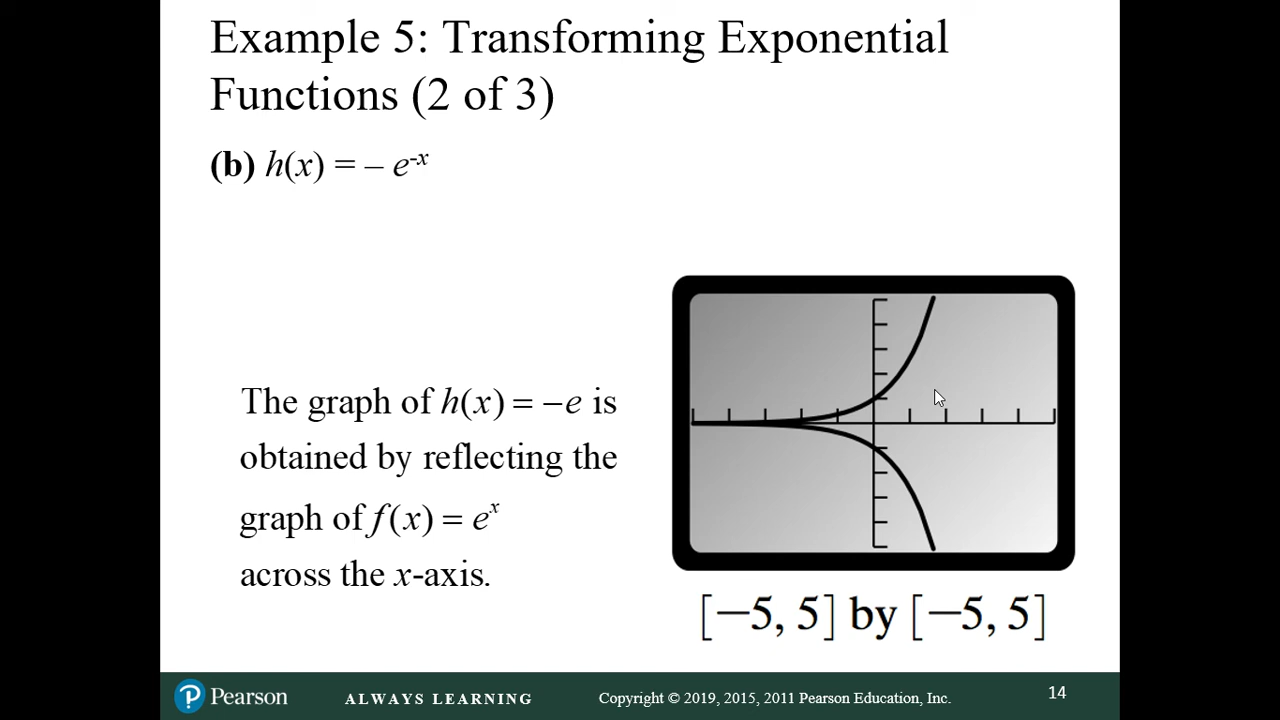 Example 5: Transforming Exponential
Functions (2 of 3)
(b) h(x) = – e^-x
The graph of h(x) = −e is
obtained by reflecting the
graph of f(x) = e^x
across the x-axis.
[−5, 5] by [−5, 5]
Pearson
ALWAYS LEARNING
Copyright © 2019, 2015, 2011 Pearson Education, Inc.
14